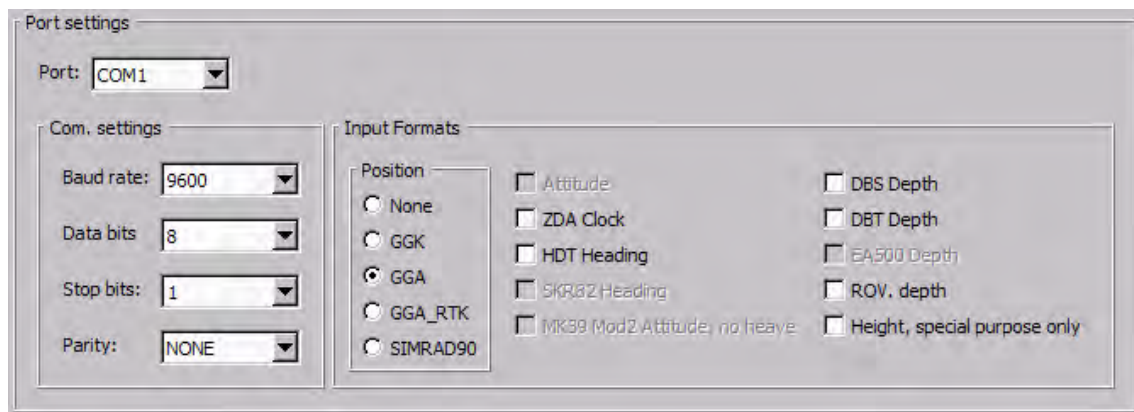 Port settings
Port: COM1
Com. settings
Baud rate: 9600
Data bits 8
Stop bits: 1
Parity: NONE
Input Formats
Position
None
GGK
GGA
GGA_RTK
SIMRAD90
Attitude
ZDA Clock
HDT Heading
SKR82 Heading
MK39 Mod2 Attitude, no heave
DBS Depth
DBT Depth
EA500 Depth
ROV. depth
Height, special purpose only